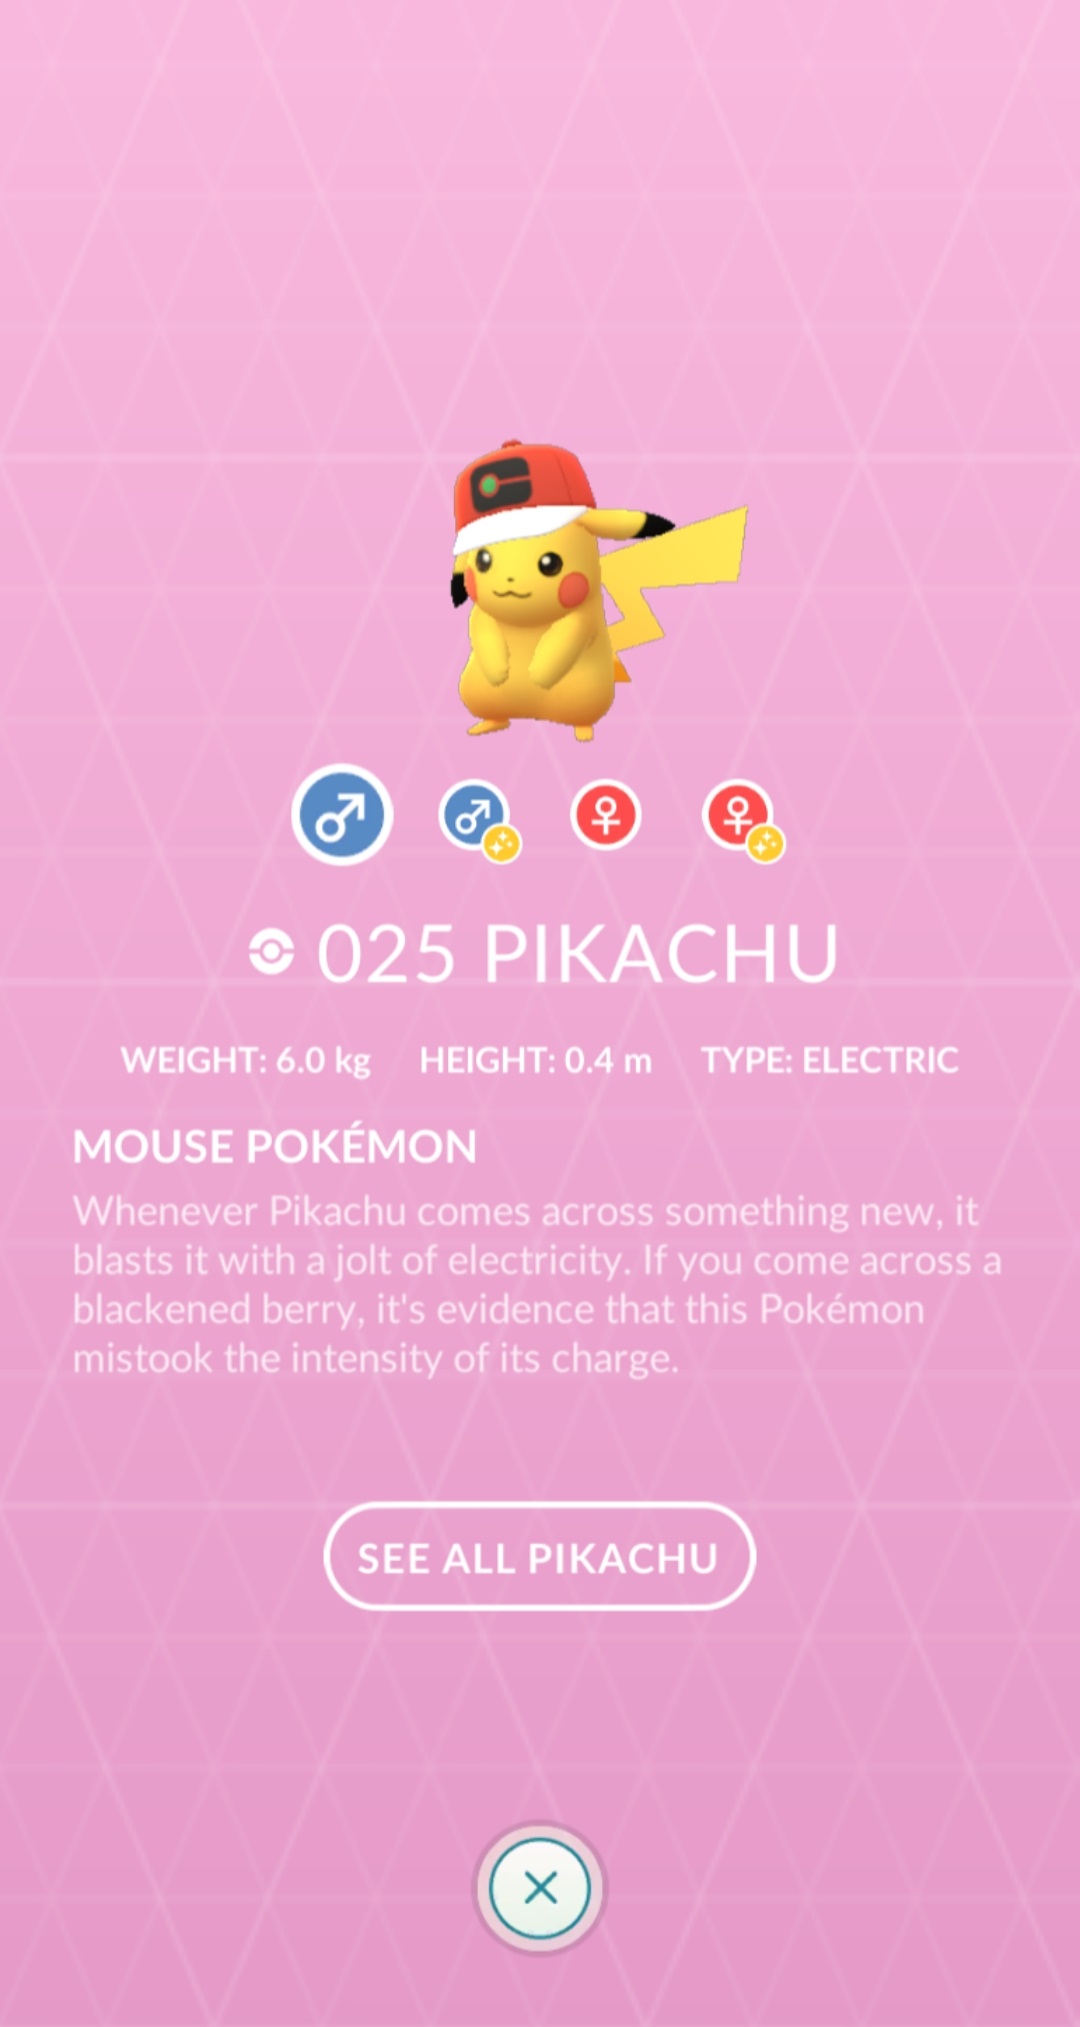 025 PIKACHU
WEIGHT: 6.0 kg HEIGHT: 0.4 m TYPE: ELECTRIC
MOUSE POKÉMON
Whenever Pikachu comes across something new, it
blasts it with a jolt of electricity. If you come across a
blackened berry, it's evidence that this Pokémon
mistook the intensity of its charge.
SEE ALL PIKACHU